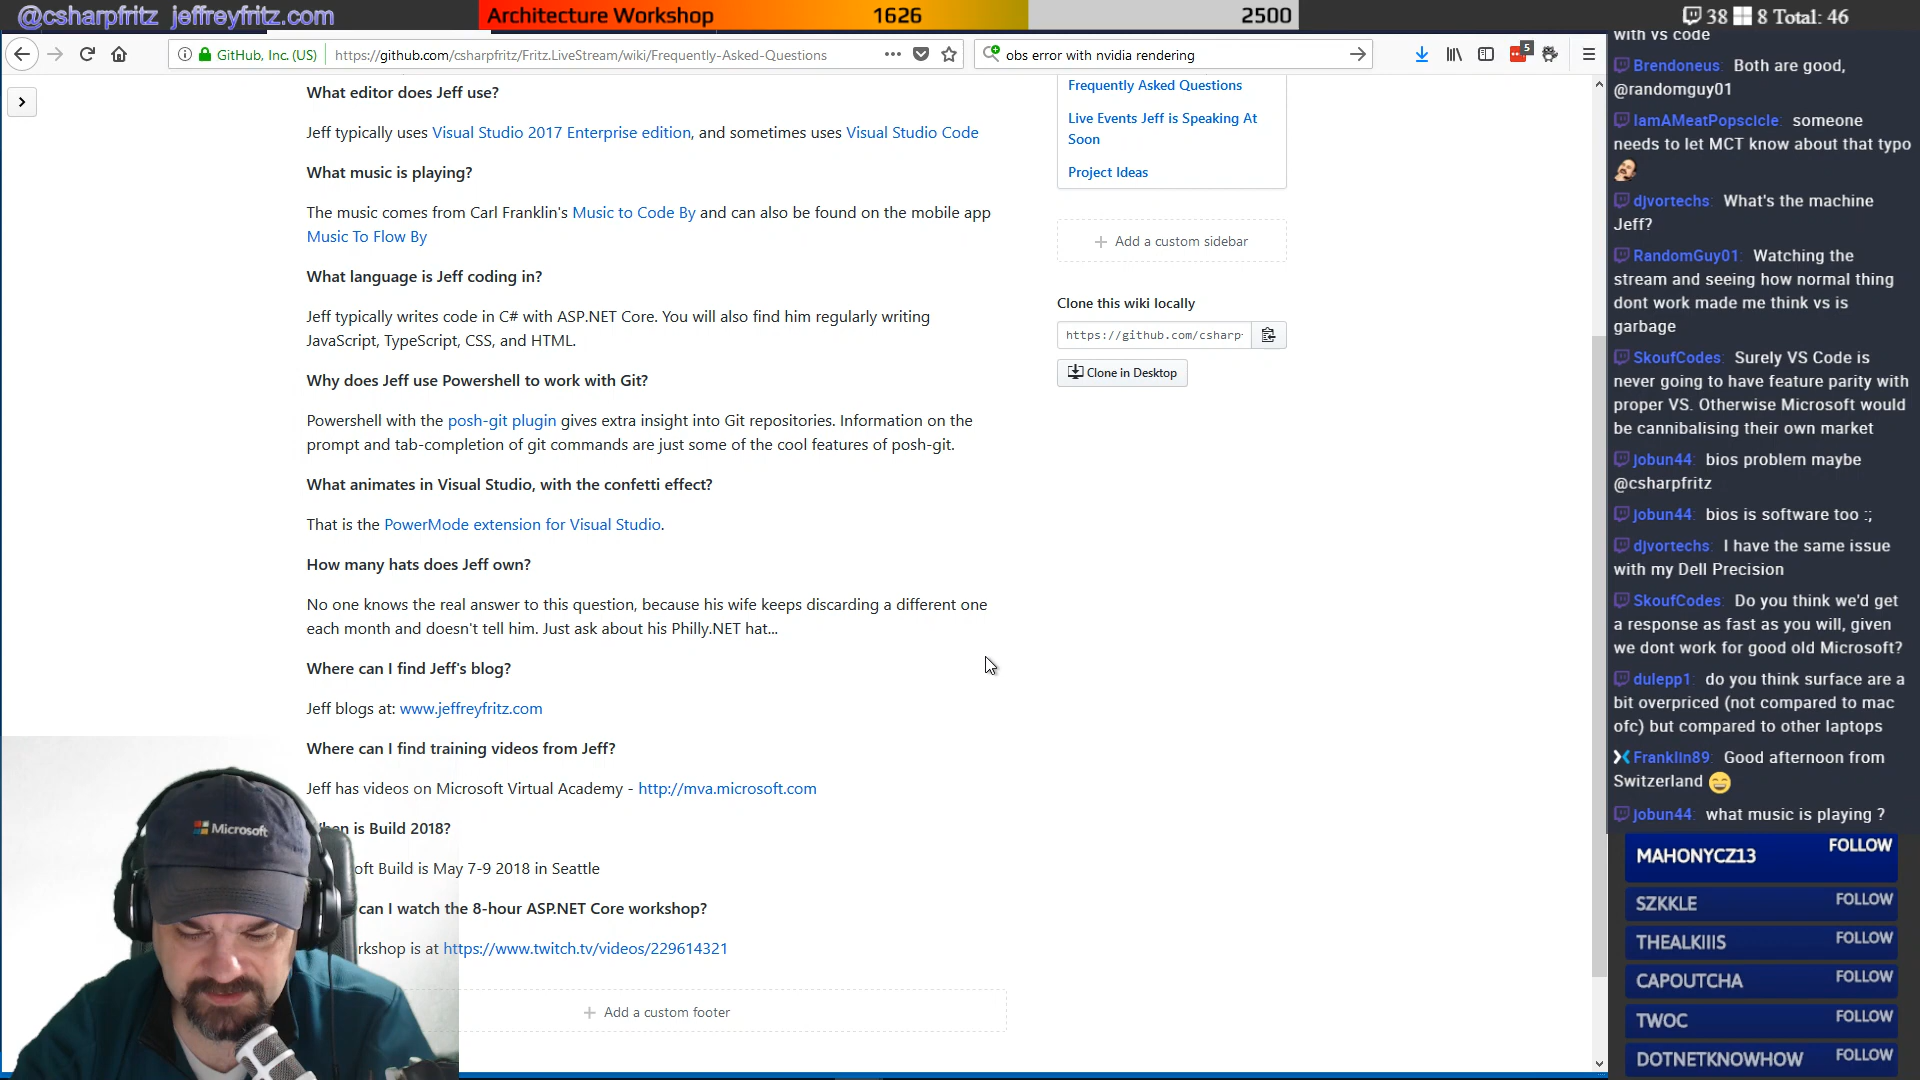 @csharpfritz jeffreyfritz.com
Architecture Workshop 1626 2500
38 8 Total: 46
GitHub, Inc. (US) https://github.com/csharpfritz/Fritz.LiveStream/wiki/Frequently-Asked-Questions
obs error with nvidia rendering
5
What editor does Jeff use?
Jeff typically uses Visual Studio 2017 Enterprise edition, and sometimes uses Visual Studio Code
What music is playing?
The music comes from Carl Franklin's Music to Code By and can also be found on the mobile app
Music To Flow By
What language is Jeff coding in?
Jeff typically writes code in C# with ASP.NET Core. You will also find him regularly writing
JavaScript, TypeScript, CSS, and HTML.
Why does Jeff use Powershell to work with Git?
Powershell with the posh-git plugin gives extra insight into Git repositories. Information on the
prompt and tab-completion of git commands are just some of the cool features of posh-git.
What animates in Visual Studio, with the confetti effect?
That is the PowerMode extension for Visual Studio.
How many hats does Jeff own?
No one knows the real answer to this question, because his wife keeps discarding a different one
each month and doesn't tell him. Just ask about his Philly.NET hat...
Where can I find Jeff's blog?
Jeff blogs at: www.jeffreyfritz.com
Where can I find training videos from Jeff?
Jeff has videos on Microsoft Virtual Academy - http://mva.microsoft.com
is Build 2018?
Build is May 7-9 2018 in Seattle
can I watch the 8-hour ASP.NET Core workshop?
is at https://www.twitch.tv/videos/229614321
+ Add a custom footer
Microsoft
Frequently Asked Questions
Live Events Jeff is Speaking At
Soon
Project Ideas
+ Add a custom sidebar
Clone this wiki locally
https://github.com/csharp
Clone in Desktop
with vs code
Brendoneus: Both are good,
@randomguy01
IamAMeatPopscicle: someone
needs to let MCT know about that typo
djvortechs: What's the machine
Jeff?
RandomGuy01: Watching the
stream and seeing how normal thing
dont work made me think vs is
garbage
SkoufCodes: Surely VS Code is
never going to have feature parity with
proper VS. Otherwise Microsoft would
be cannibalising their own market
jobun44: bios problem maybe
@csharpfritz
jobun44: bios is software too :;
djvortechs: I have the same issue
with my Dell Precision
SkoufCodes: Do you think we'd get
a response as fast as you will, given
we dont work for good old Microsoft?
dulepp1: do you think surface are a
bit overpriced (not compared to mac
ofc) but compared to other laptops
Franklin89: Good afternoon from
Switzerland
jobun44: what music is playing ?
MAHONYCZ13 FOLLOW
SZKKLE FOLLOW
THEALKIIIS FOLLOW
CAPOUTCHA FOLLOW
TWOC FOLLOW
DOTNETKNOWHOW FOLLOW